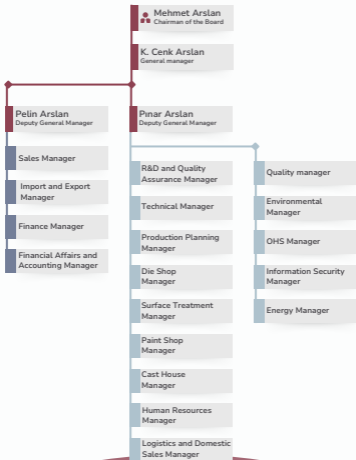 Mehmet Arslan
Chairman of the Board
K. Cenk Arslan
General manager
Pelin Arslan
Deputy General Manager
Sales Manager
Import and Export
Manager
Finance Manager
Financial Affairs and
Accounting Manager
Pınar Arslan
Deputy General Manager
R&D and Quality
Assurance Manager
Technical Manager
Production Planning
Manager
Die Shop
Manager
Surface Treatment
Manager
Paint Shop
Manager
Cast House
Manager
Human Resources
Manager
Logistics and Domestic
Sales Manager
Quality manager
Environmental
Manager
OHS Manager
Information Security
Manager
Energy Manager